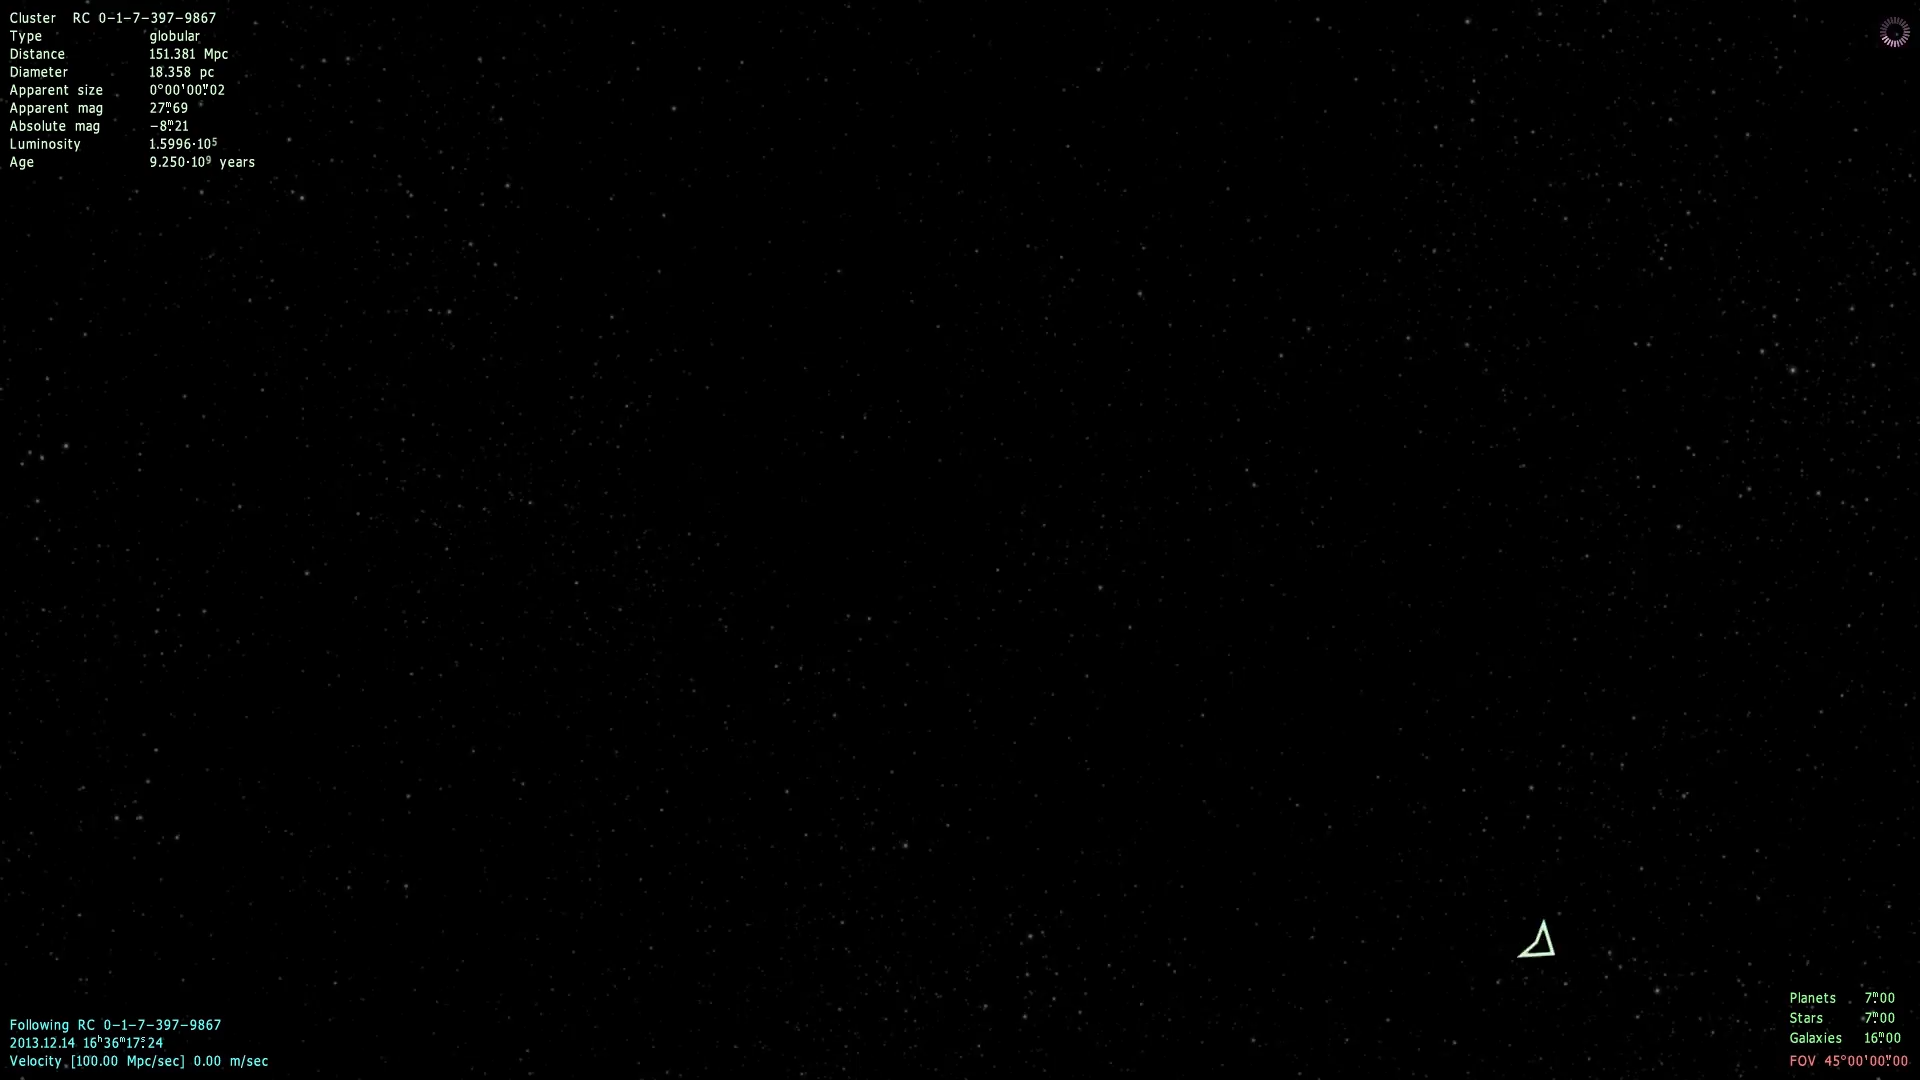 Cluster RC 0-1-7-397-9867
Type globular
Distance 151.381 Mpc
Diameter 18.358 pc
Apparent size 0°00'00".02
Apparent mag 27ᵐ.69
Absolute mag -8ᵐ.21
Luminosity 1.5996·10⁵
Age 9.250·10⁹ years
Following RC 0-1-7-397-9867
2013.12.14 16ʰ36ᵐ17ˢ.24
Velocity [100.00 Mpc/sec] 0.00 m/sec
Planets 7ᵐ.00
Stars 7ᵐ.00
Galaxies 16ᵐ.00
FOV 45°00'00".00